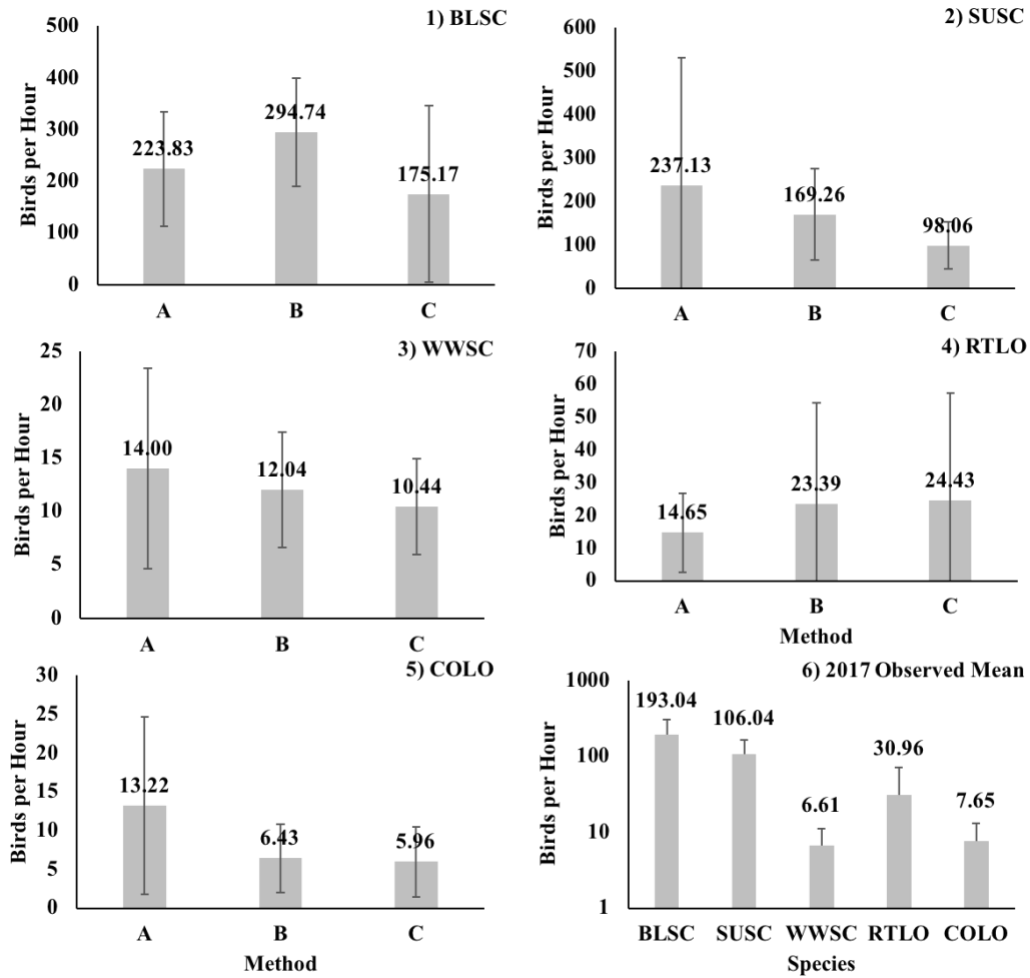 1) BLSC
Birds per Hour
500
400
300
200
100
0
223.83
294.74
175.17
A B C
2) SUSC
Birds per Hour
600
500
400
300
200
100
0
237.13
169.26
98.06
A B C
3) WWSC
Birds per Hour
25
20
15
10
5
0
14.00
12.04
10.44
A B C
4) RTLO
Birds per Hour
70
60
50
40
30
20
10
0
14.65
23.39
24.43
A B C
Method
5) COLO
Birds per Hour
30
25
20
15
10
5
0
13.22
6.43
5.96
A B C
Method
6) 2017 Observed Mean
Birds per Hour
1000
100
10
1
193.04
106.04
6.61
30.96
7.65
BLSC SUSC WWSC RTLO COLO
Species